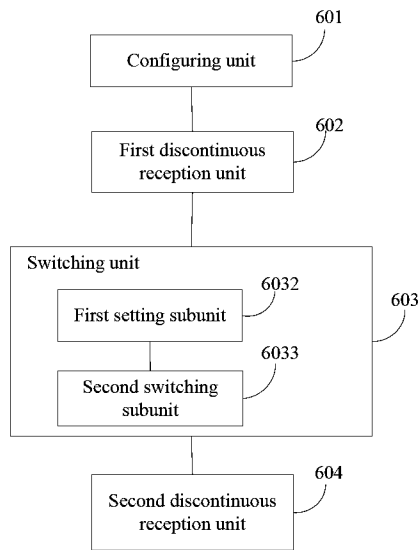 601
Configuring unit
602
First discontinuous
reception unit
Switching unit
6032
First setting subunit
603
6033
Second switching
subunit
604
Second discontinuous
reception unit